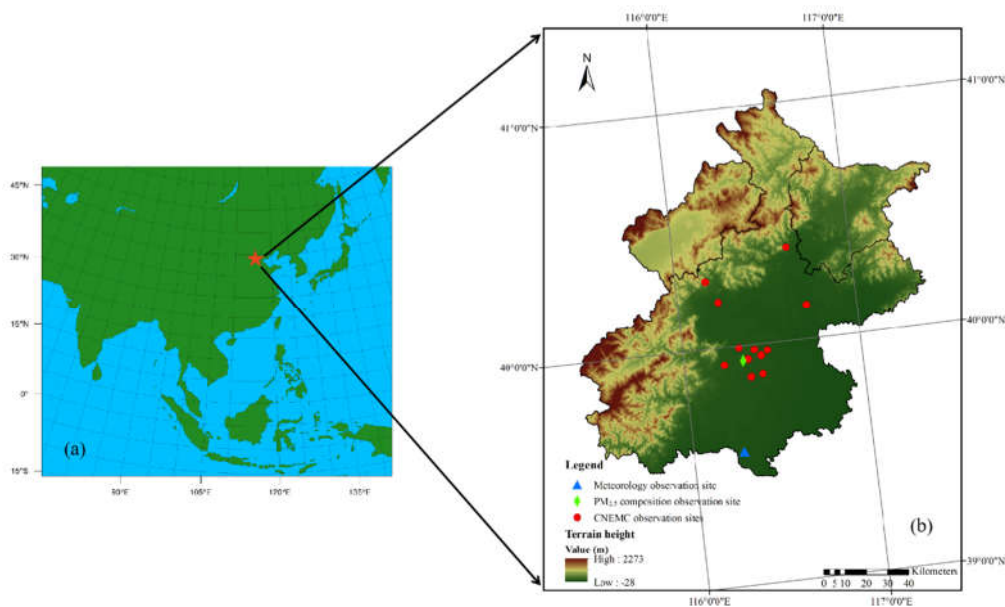 116°0'0"E 117°0'0"E
N
41°0'0"N
41°0'0"N
45°N
30°N
15°N
0°
15°S
105°E 120°E 135°E
(a)
40°0'0"N
40°0'0"N
Legend
Meteorology observation site
PM2.5 composition observation site
CNEMC observation sites
Terrain height
Value (m)
High : 2273
Low : -28
(b)
Kilometers
0 5 10 20 30 40
39°0'0"N
116°0'0"E 117°0'0"E